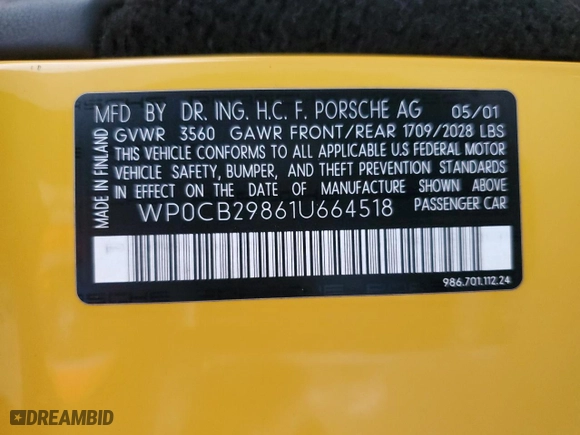 MFD BY DR. ING. H.C. F. PORSCHE AG 05/01
GVWR 3560 GAWR FRONT/REAR 1709/2028 LBS
THIS VEHICLE CONFORMS TO ALL APPLICABLE U.S FEDERAL MOTOR
VEHICLE SAFETY, BUMPER, AND THEFT PREVENTION STANDARDS
IN EFFECT ON THE DATE OF MANUFACTURE SHOWN ABOVE
WP0CB29861U664518 PASSENGER CAR
MADE IN FINLAND
986.701.112.24
DREAMBID